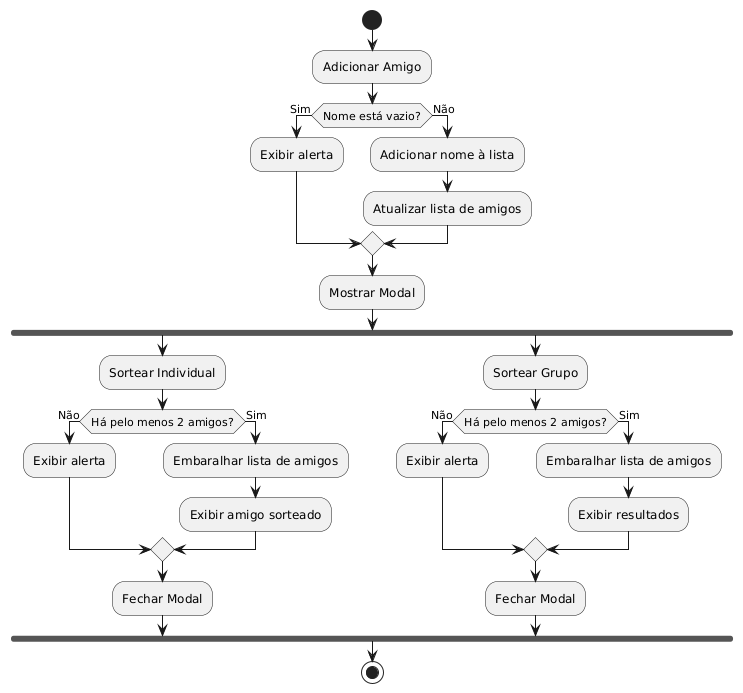 Adicionar Amigo
Sim
Nome está vazio?
Não
Exibir alerta
Adicionar nome à lista
Atualizar lista de amigos
Mostrar Modal
Sortear Individual
Não
Há pelo menos 2 amigos?
Sim
Exibir alerta
Embaralhar lista de amigos
Exibir amigo sorteado
Fechar Modal
Sortear Grupo
Não
Há pelo menos 2 amigos?
Sim
Exibir alerta
Embaralhar lista de amigos
Exibir resultados
Fechar Modal